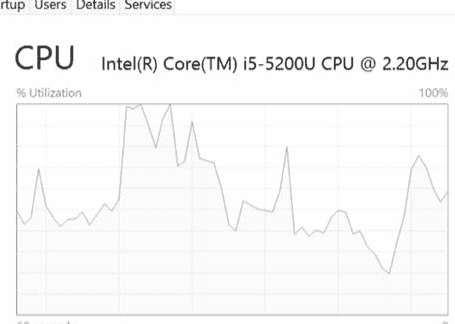 rtup Users Details Services
CPU Intel(R) Core(TM) i5-5200U CPU @ 2.20GHz
% Utilization 100%